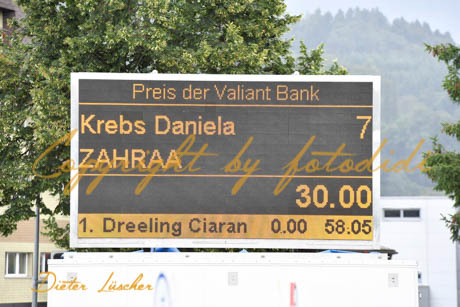 Preis der Valiant Bank
Krebs Daniela 7
ZAHRAA
30.00
1. Dreeling Ciaran 0.00 58.05
Copyright by fotodids
Dieter Lüscher